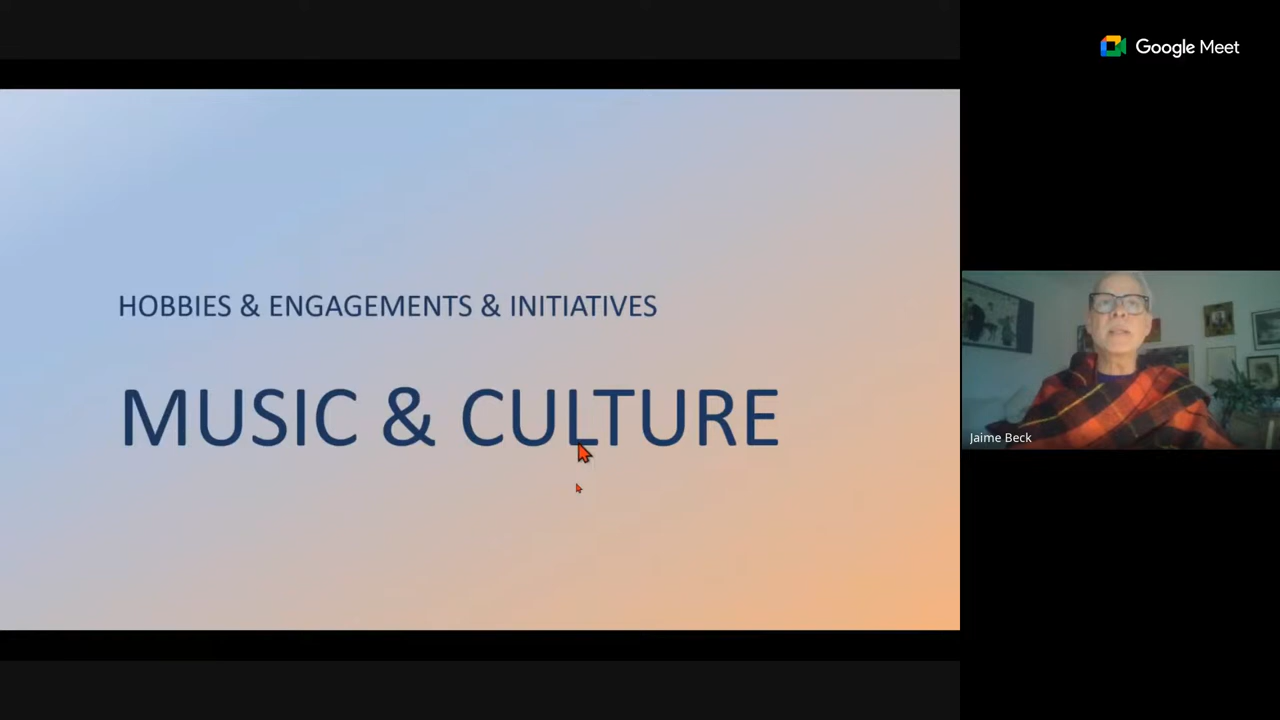 Google Meet
HOBBIES & ENGAGEMENTS & INITIATIVES
MUSIC & CULTURE
Jaime Beck